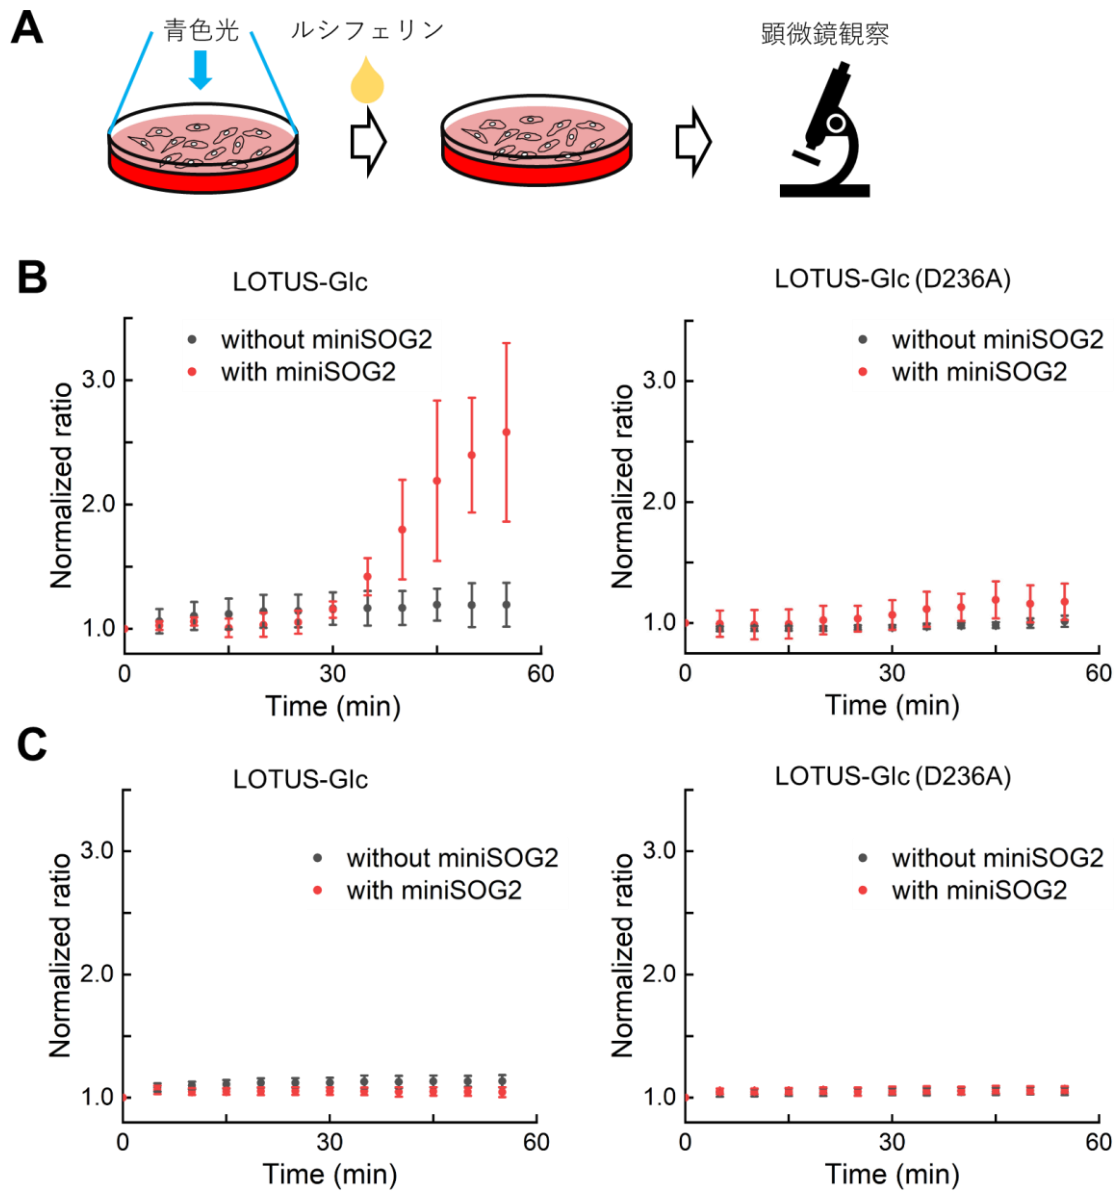 A
青色光
ルシフェリン
顕微鏡観察
B
LOTUS-Glc
without miniSOG2
with miniSOG2
Normalized ratio
3.0
2.0
1.0
0
30
60
Time (min)
LOTUS-Glc (D236A)
without miniSOG2
with miniSOG2
Normalized ratio
3.0
2.0
1.0
0
30
60
Time (min)
C
LOTUS-Glc
without miniSOG2
with miniSOG2
Normalized ratio
3.0
2.0
1.0
0
30
60
Time (min)
LOTUS-Glc (D236A)
without miniSOG2
with miniSOG2
Normalized ratio
3.0
2.0
1.0
0
30
60
Time (min)